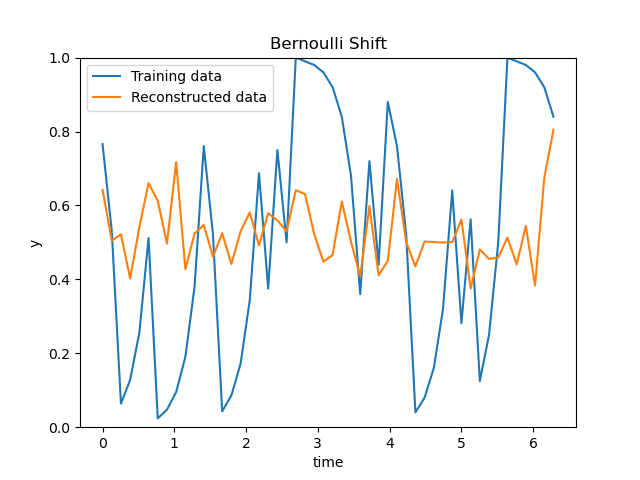 Bernoulli Shift
Training data
Reconstructed data
1.0
0.8
0.6
0.4
0.2
0.0
y
0 1 2 3 4 5 6
time